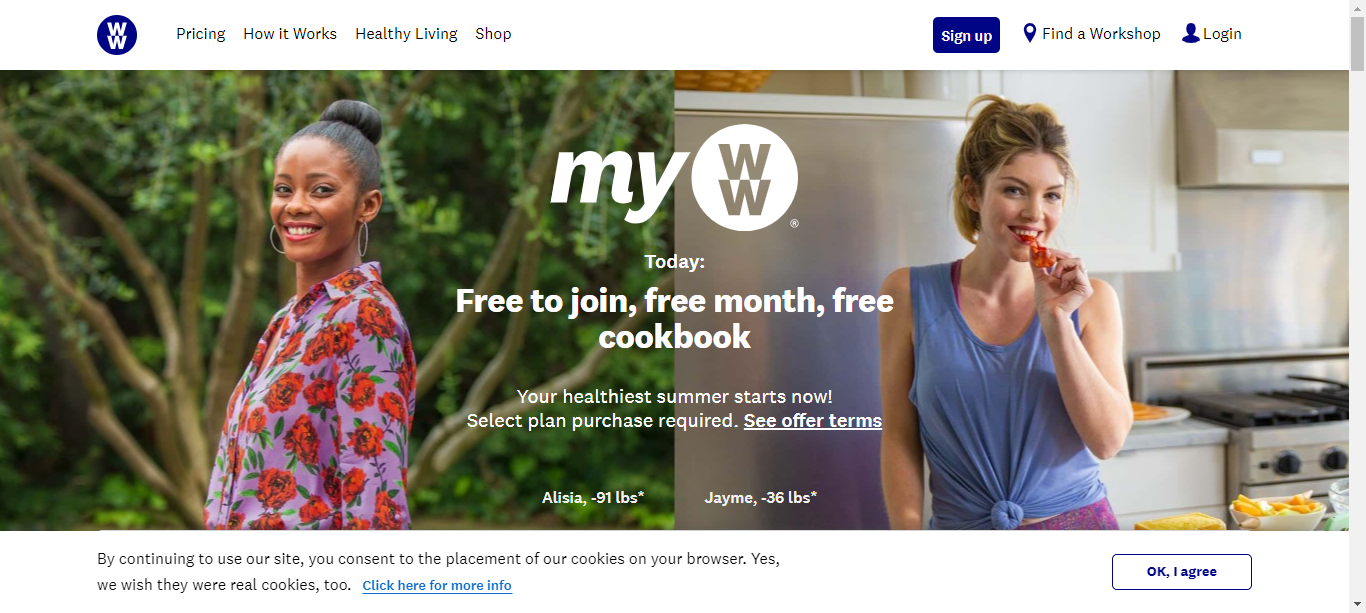 WW
Pricing
How it Works
Healthy Living
Shop
Sign up
Find a Workshop
Login
my WW®
Today:
Free to join, free month, free
cookbook
Your healthiest summer starts now!
Select plan purchase required. See offer terms
Alisia, -91 lbs*
Jayme, -36 lbs*
By continuing to use our site, you consent to the placement of our cookies on your browser. Yes,
we wish they were real cookies, too. Click here for more info
OK, I agree